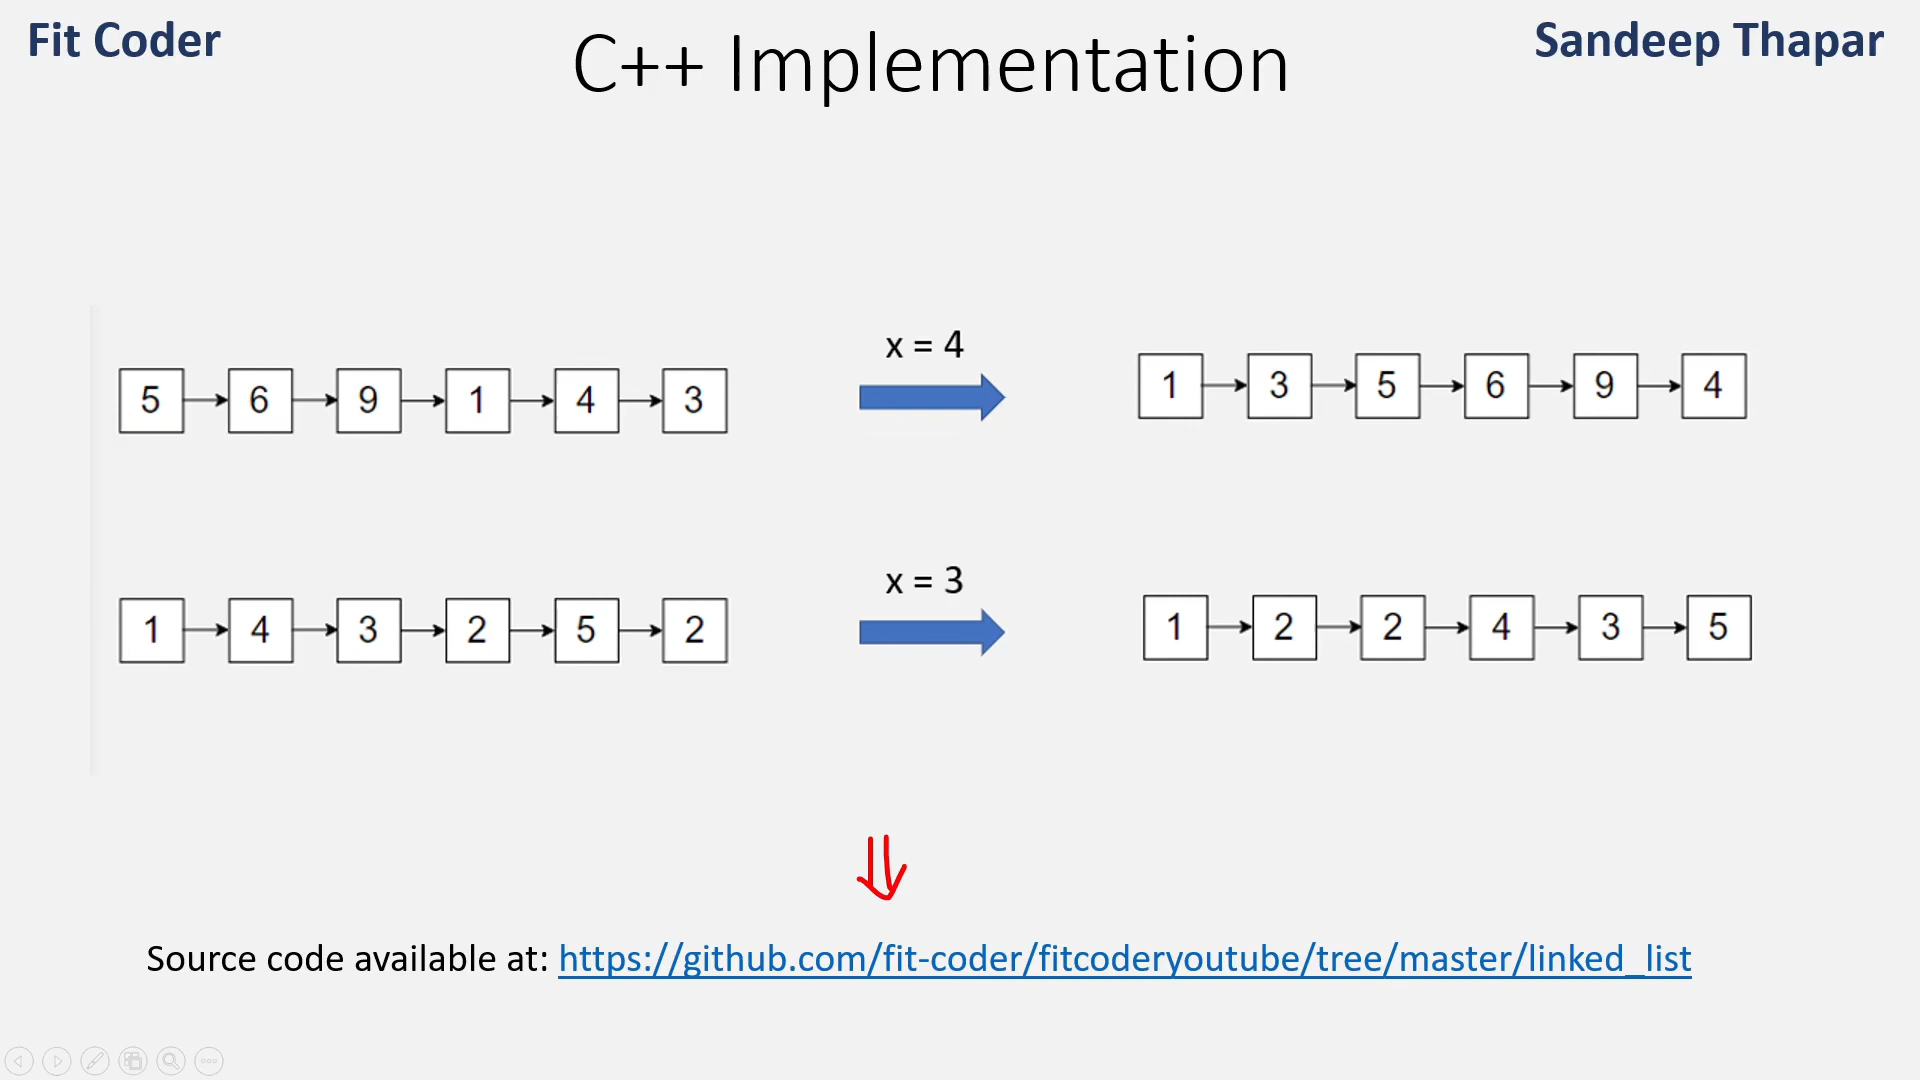 Fit Coder
C++ Implementation
Sandeep Thapar
x = 4
5 6 9 1 4 3
1 3 5 6 9 4
x = 3
1 4 3 2 5 2
1 2 2 4 3 5
Source code available at: https://github.com/fit-coder/fitcoderyoutube/tree/master/linked_list